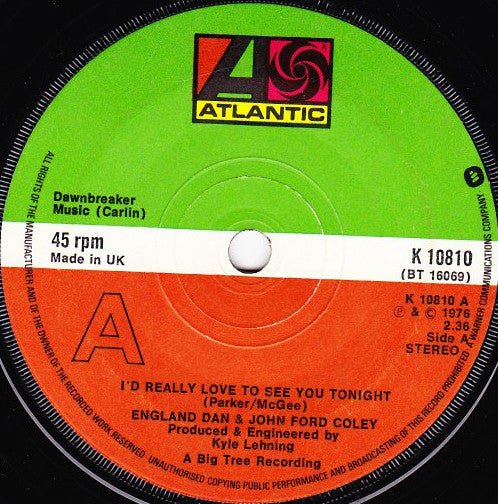 ATLANTIC
Dawnbreaker
Music (Carlin)
45 rpm
Made in UK
K 10810
(BT 16069)
K 10810 A
℗ & © 1976
2.36
Side A
STEREO
A
I'D REALLY LOVE TO SEE YOU TONIGHT
(Parker/McGee)
ENGLAND DAN & JOHN FORD COLEY
Produced & Engineered by
Kyle Lehning
A Big Tree Recording
ALL RIGHTS OF THE MANUFACTURER AND OF THE OWNER OF THE RECORDED WORK RESERVED UNAUTHORISED COPYING PUBLIC PERFORMANCE AND BROADCASTING OF THIS RECORD PROHIBITED A WARNER COMMUNICATIONS COMPANY